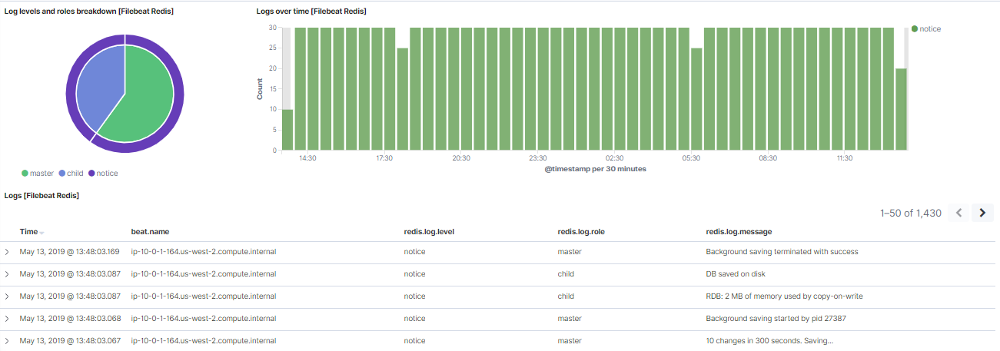 Log levels and roles breakdown [Filebeat Redis]
master child notice
Logs over time [Filebeat Redis]
Count
30
25
20
15
10
5
0
14:30 17:30 20:30 23:30 02:30 05:30 08:30 11:30
@timestamp per 30 minutes
notice
Logs [Filebeat Redis]
1–50 of 1,430
Time beat.name redis.log.level redis.log.role redis.log.message
May 13, 2019 @ 13:48:03.169 ip-10-0-1-164.us-west-2.compute.internal notice master Background saving terminated with success
May 13, 2019 @ 13:48:03.087 ip-10-0-1-164.us-west-2.compute.internal notice child DB saved on disk
May 13, 2019 @ 13:48:03.087 ip-10-0-1-164.us-west-2.compute.internal notice child RDB: 2 MB of memory used by copy-on-write
May 13, 2019 @ 13:48:03.068 ip-10-0-1-164.us-west-2.compute.internal notice master Background saving started by pid 27387
May 13, 2019 @ 13:48:03.067 ip-10-0-1-164.us-west-2.compute.internal notice master 10 changes in 300 seconds. Saving...